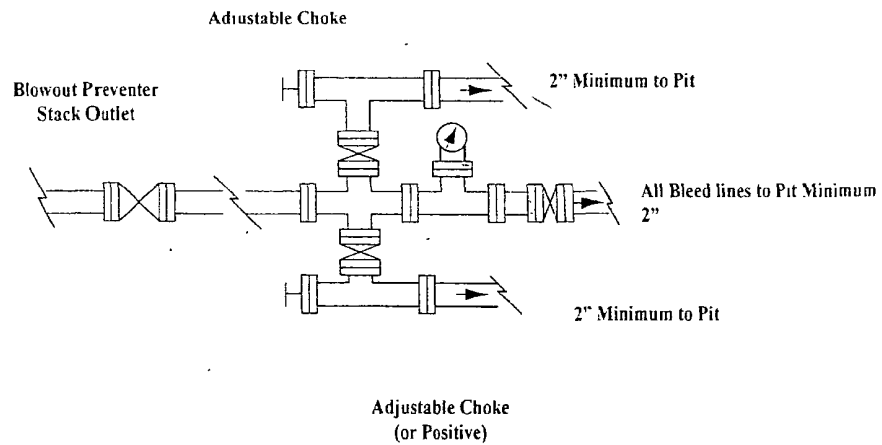 Adjustable Choke
Blowout Preventer
Stack Outlet
2" Minimum to Pit
All Bleed lines to Pit Minimum
2"
2" Minimum to Pit
Adjustable Choke
(or Positive)